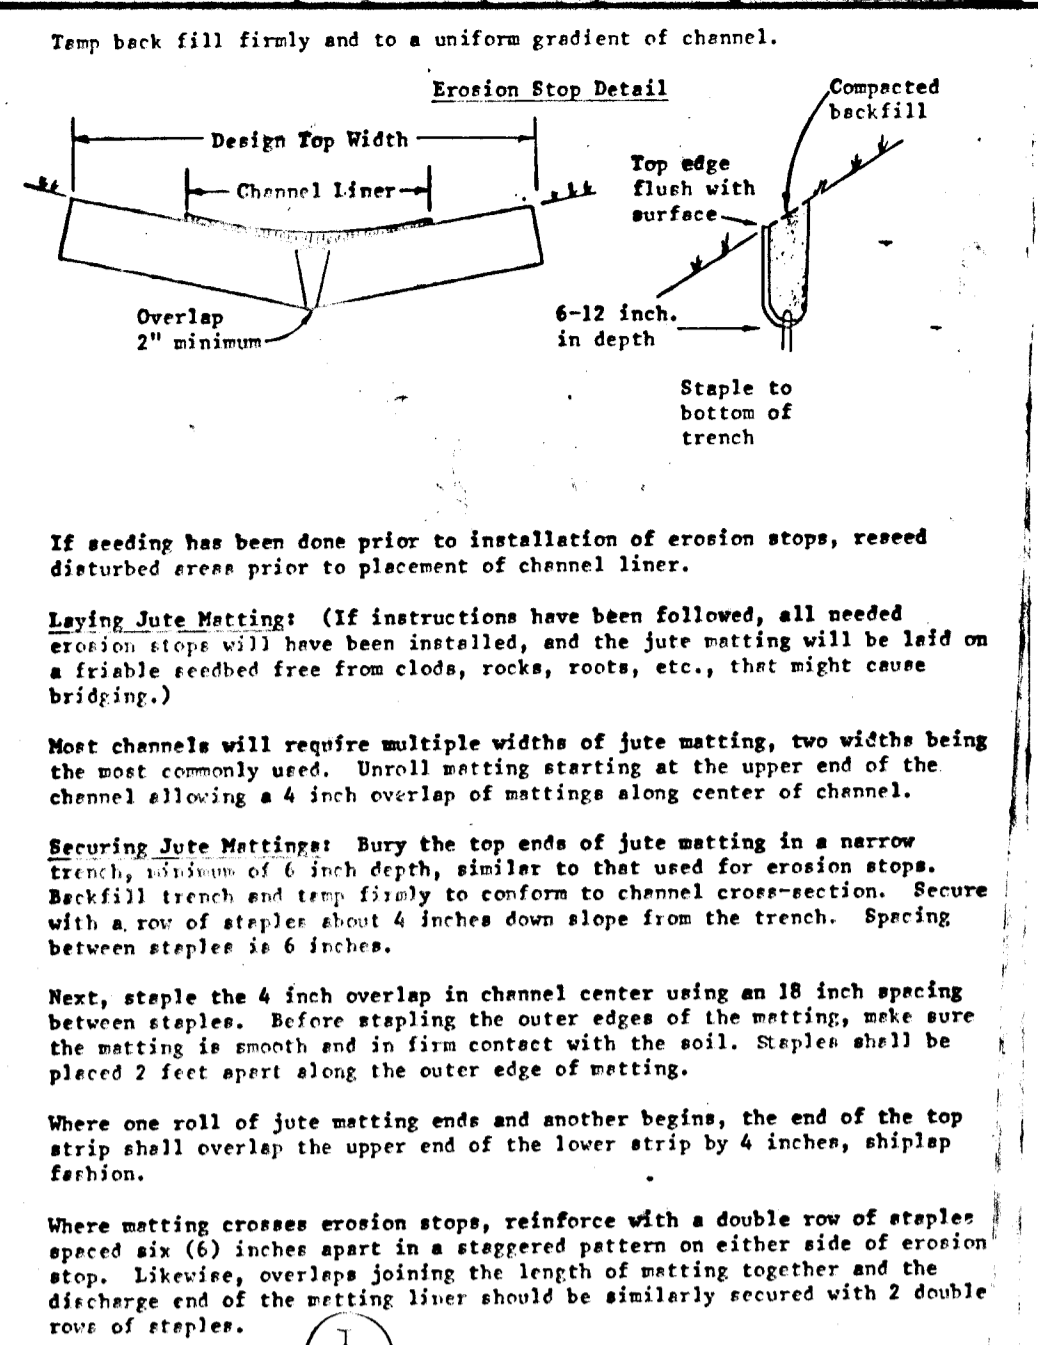 Tamp back fill firmly and to a uniform gradient of channel.
Erosion Stop Detail
Compacted
backfill
Design Top Width
Top edge
flush with
surface
Channel Liner
Overlap
2" minimum
6-12 inch.
in depth
Staple to
bottom of
trench
If seeding has been done prior to installation of erosion stops, reseed
disturbed areas prior to placement of channel liner.
Laying Jute Matting: (If instructions have been followed, all needed
erosion stops will have been installed, and the jute matting will be laid on
a friable seedbed free from clods, rocks, roots, etc., that might cause
bridging.)
Most channels will require multiple widths of jute matting, two widths being
the most commonly used. Unroll matting starting at the upper end of the
channel allowing a 4 inch overlap of mattings along center of channel.
Securing Jute Mattings: Bury the top ends of jute matting in a narrow
trench, minimum of 6 inch depth, similar to that used for erosion stops.
Backfill trench and tamp firmly to conform to channel cross-section. Secure
with a row of staples about 4 inches down slope from the trench. Spacing
between staples is 6 inches.
Next, staple the 4 inch overlap in channel center using an 18 inch spacing
between staples. Before stapling the outer edges of the matting, make sure
the matting is smooth and in firm contact with the soil. Staples shall be
placed 2 feet apart along the outer edge of matting.
Where one roll of jute matting ends and another begins, the end of the top
strip shall overlap the upper end of the lower strip by 4 inches, shiplap
fashion.
Where matting crosses erosion stops, reinforce with a double row of staples
spaced six (6) inches apart in a staggered pattern on either side of erosion
stop. Likewise, overlaps joining the length of matting together and the
discharge end of the matting liner should be similarly secured with 2 double
rows of staples.